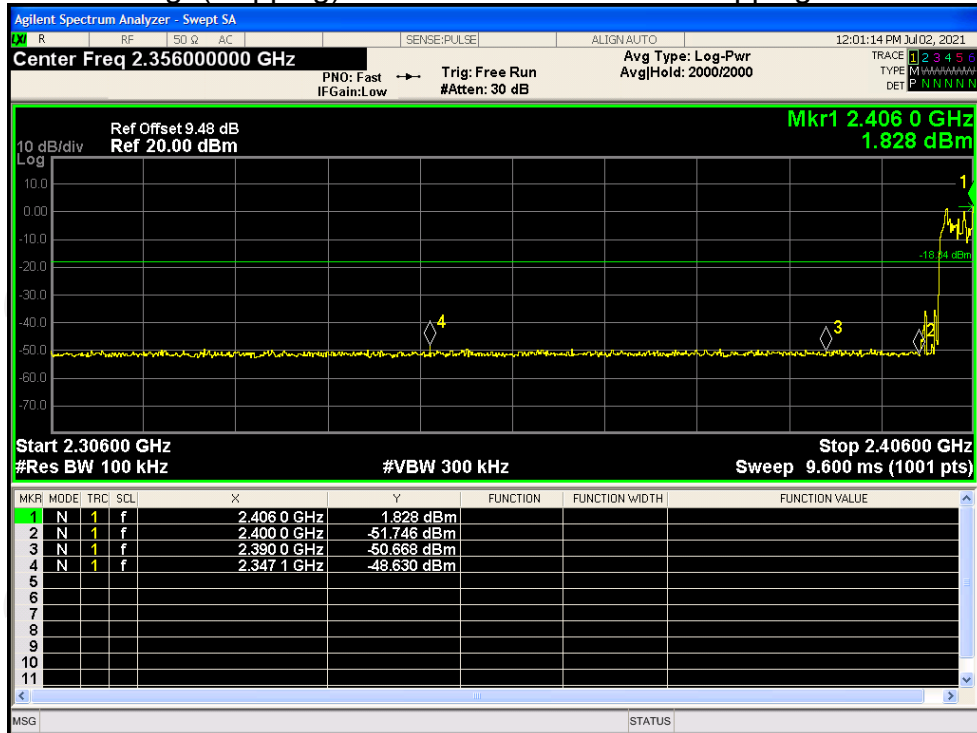 Agilent Spectrum Analyzer - Swept SA
LXI R RF 50 Ω AC SENSE:PULSE ALIGN AUTO 12:01:14 PM Jul 02, 2021
Center Freq 2.356000000 GHz
PNO: Fast
IFGain:Low
Trig: Free Run
#Atten: 30 dB
Avg Type: Log-Pwr
Avg|Hold: 2000/2000
TRACE 1 2 3 4 5 6
TYPE M
DET P N N N N N
Mkr1 2.406 0 GHz
1.828 dBm
Ref Offset 9.48 dB
10 dB/div Ref 20.00 dBm
Log
10.0
0.00
-10.0
-20.0
-30.0
-40.0
-50.0
-60.0
-70.0
1
-18.34 dBm
4
3
2
Start 2.30600 GHz Stop 2.40600 GHz
#Res BW 100 kHz #VBW 300 kHz Sweep 9.600 ms (1001 pts)
MKR MODE TRC SCL X Y FUNCTION FUNCTION WIDTH FUNCTION VALUE
1 N 1 f 2.406 0 GHz 1.828 dBm
2 N 1 f 2.400 0 GHz -51.746 dBm
3 N 1 f 2.390 0 GHz -50.668 dBm
4 N 1 f 2.347 1 GHz -48.630 dBm
5
6
7
8
9
10
11
MSG STATUS